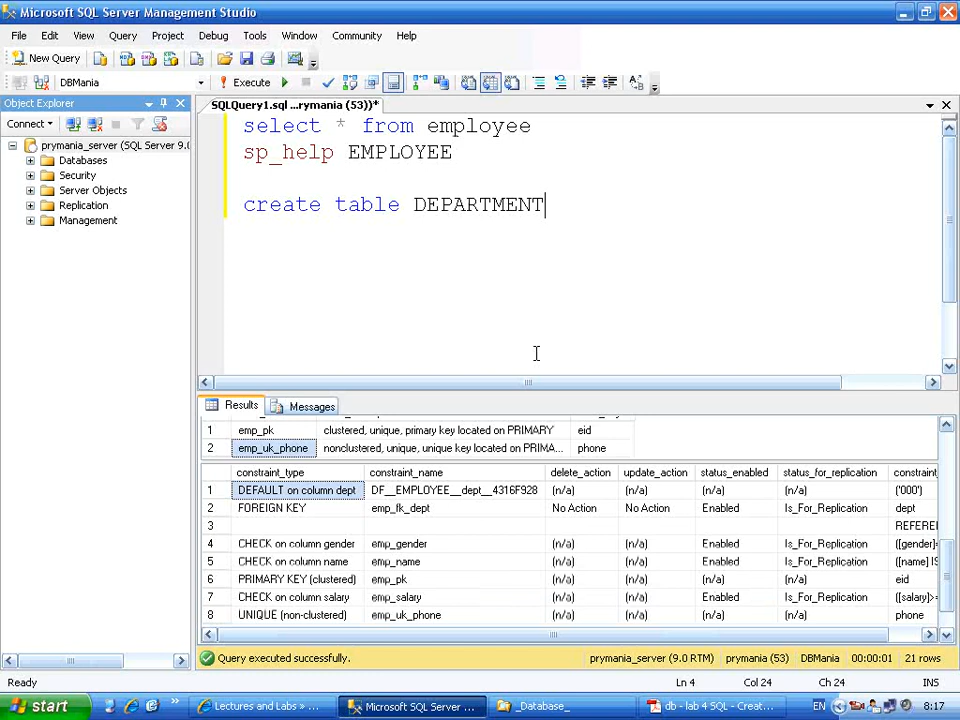 Microsoft SQL Server Management Studio
File Edit View Query Project Debug Tools Window Community Help
New Query
DBMania Execute
Object Explorer
SQLQuery1.sql ...rymania (53))*
Connect
prymania_server (SQL Server 9.0
Databases
Security
Server Objects
Replication
Management
select * from employee
sp_help EMPLOYEE
create table DEPARTMENT
Results Messages
1 emp_pk clustered, unique, primary key located on PRIMARY eid
2 emp_uk_phone nonclustered, unique, unique key located on PRIMA... phone
constraint_type constraint_name delete_action update_action status_enabled status_for_replication constraint
1 DEFAULT on column dept DF__EMPLOYEE__dept__4316F928 (n/a) (n/a) (n/a) (n/a) ('000')
2 FOREIGN KEY emp_fk_dept No Action No Action Enabled Is_For_Replication dept
3 REFERE
4 CHECK on column gender emp_gender (n/a) (n/a) Enabled Is_For_Replication ([gender]=
5 CHECK on column name emp_name (n/a) (n/a) Enabled Is_For_Replication ([name] IS
6 PRIMARY KEY (clustered) emp_pk (n/a) (n/a) (n/a) (n/a) eid
7 CHECK on column salary emp_salary (n/a) (n/a) Enabled Is_For_Replication ([salary]>=
8 UNIQUE (non-clustered) emp_uk_phone (n/a) (n/a) (n/a) (n/a) phone
Query executed successfully. prymania_server (9.0 RTM) prymania (53) DBMania 00:00:01 21 rows
Ready Ln 4 Col 24 Ch 24 INS
start Lectures and Labs » ... Microsoft SQL Server ... _Database_ db - lab 4 SQL - Creat... EN 8:17